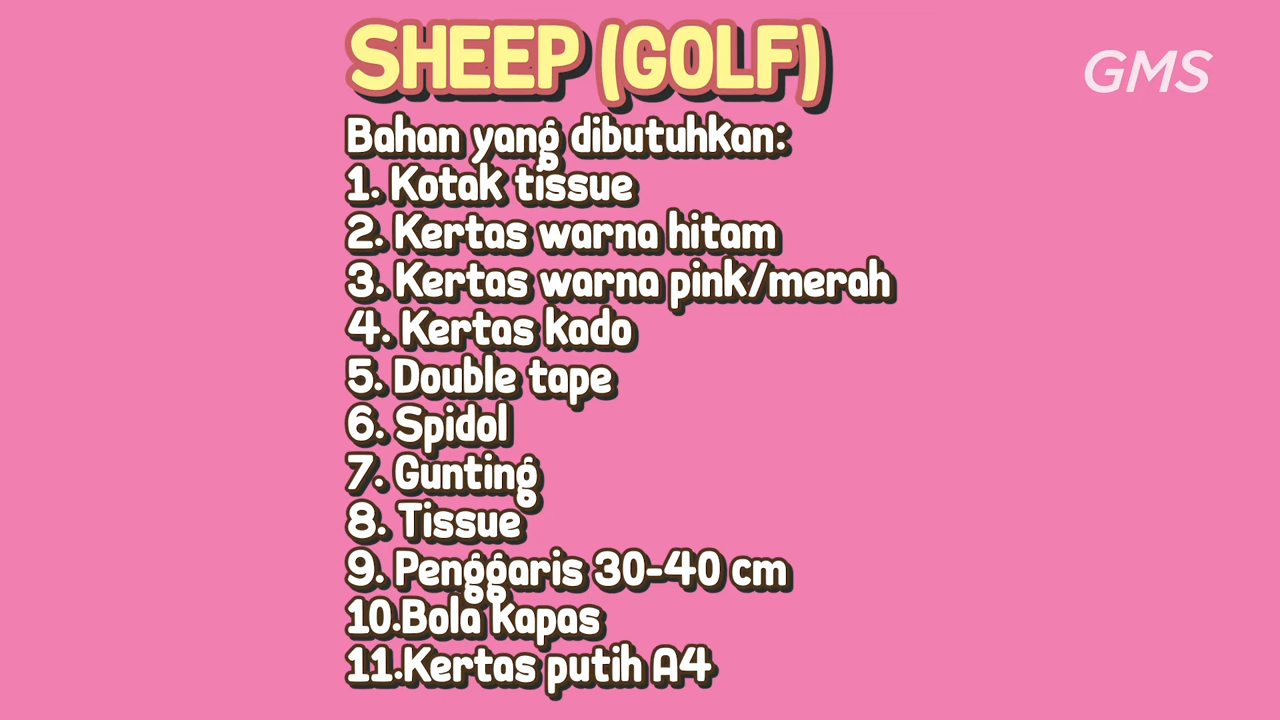 SHEEP (GOLF)
GMS
Bahan yang dibutuhkan:
1. Kotak tissue
2. Kertas warna hitam
3. Kertas warna pink/merah
4. Kertas kado
5. Double tape
6. Spidol
7. Gunting
8. Tissue
9. Penggaris 30-40 cm
10.Bola kapas
11.Kertas putih A4